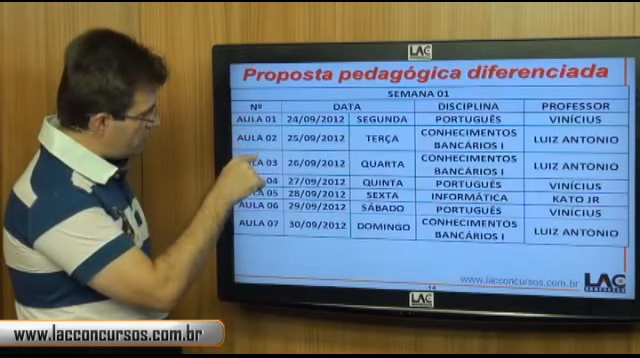 LAC
Proposta pedagógica diferenciada
SEMANA 01
Nº DATA DISCIPLINA PROFESSOR
AULA 01 24/09/2012 SEGUNDA PORTUGUÊS VINÍCIUS
AULA 02 25/09/2012 TERÇA CONHECIMENTOS BANCÁRIOS I LUIZ ANTONIO
03 26/09/2012 QUARTA CONHECIMENTOS BANCÁRIOS I LUIZ ANTONIO
04 27/09/2012 QUINTA PORTUGUÊS VINÍCIUS
AULA 05 28/09/2012 SEXTA INFORMÁTICA KATO JR
AULA 06 29/09/2012 SÁBADO PORTUGUÊS VINÍCIUS
AULA 07 30/09/2012 DOMINGO CONHECIMENTOS BANCÁRIOS I LUIZ ANTONIO
www.lacconcursos.com.br LAC
14
LAC
www.lacconcursos.com.br